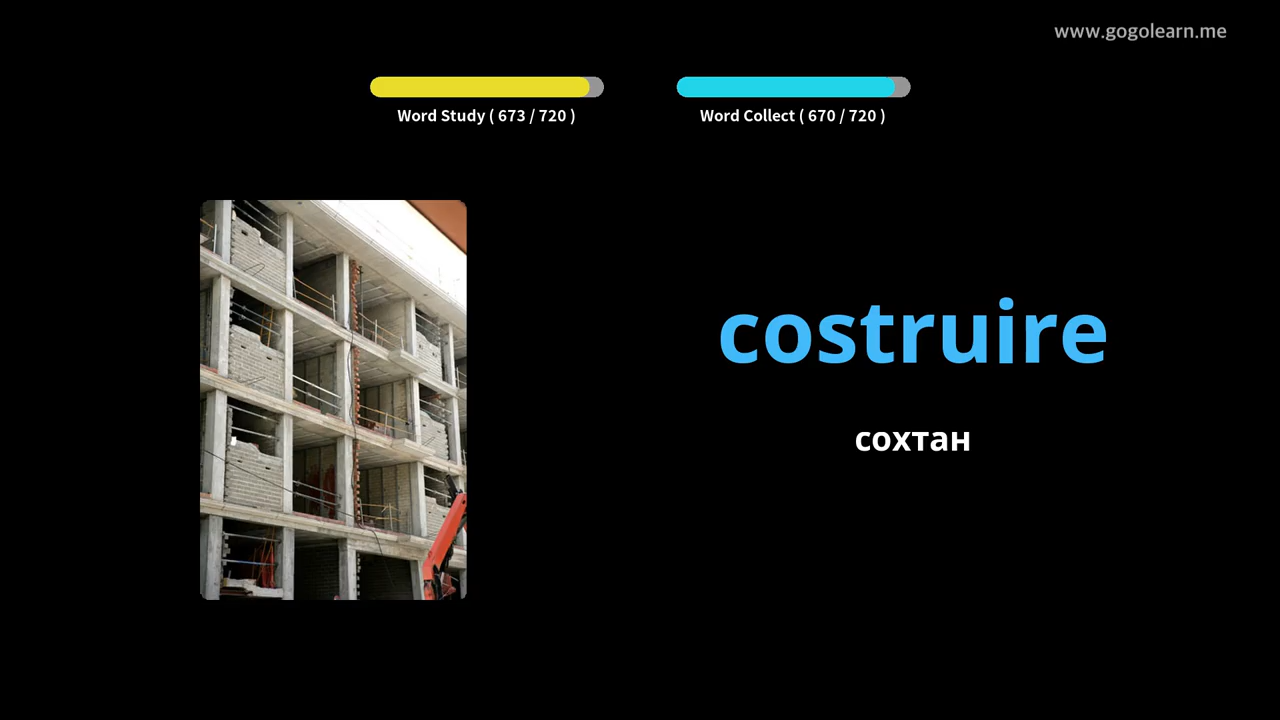 www.gogolearn.me
Word Study ( 673 / 720 )
Word Collect ( 670 / 720 )
costruire
сохтан